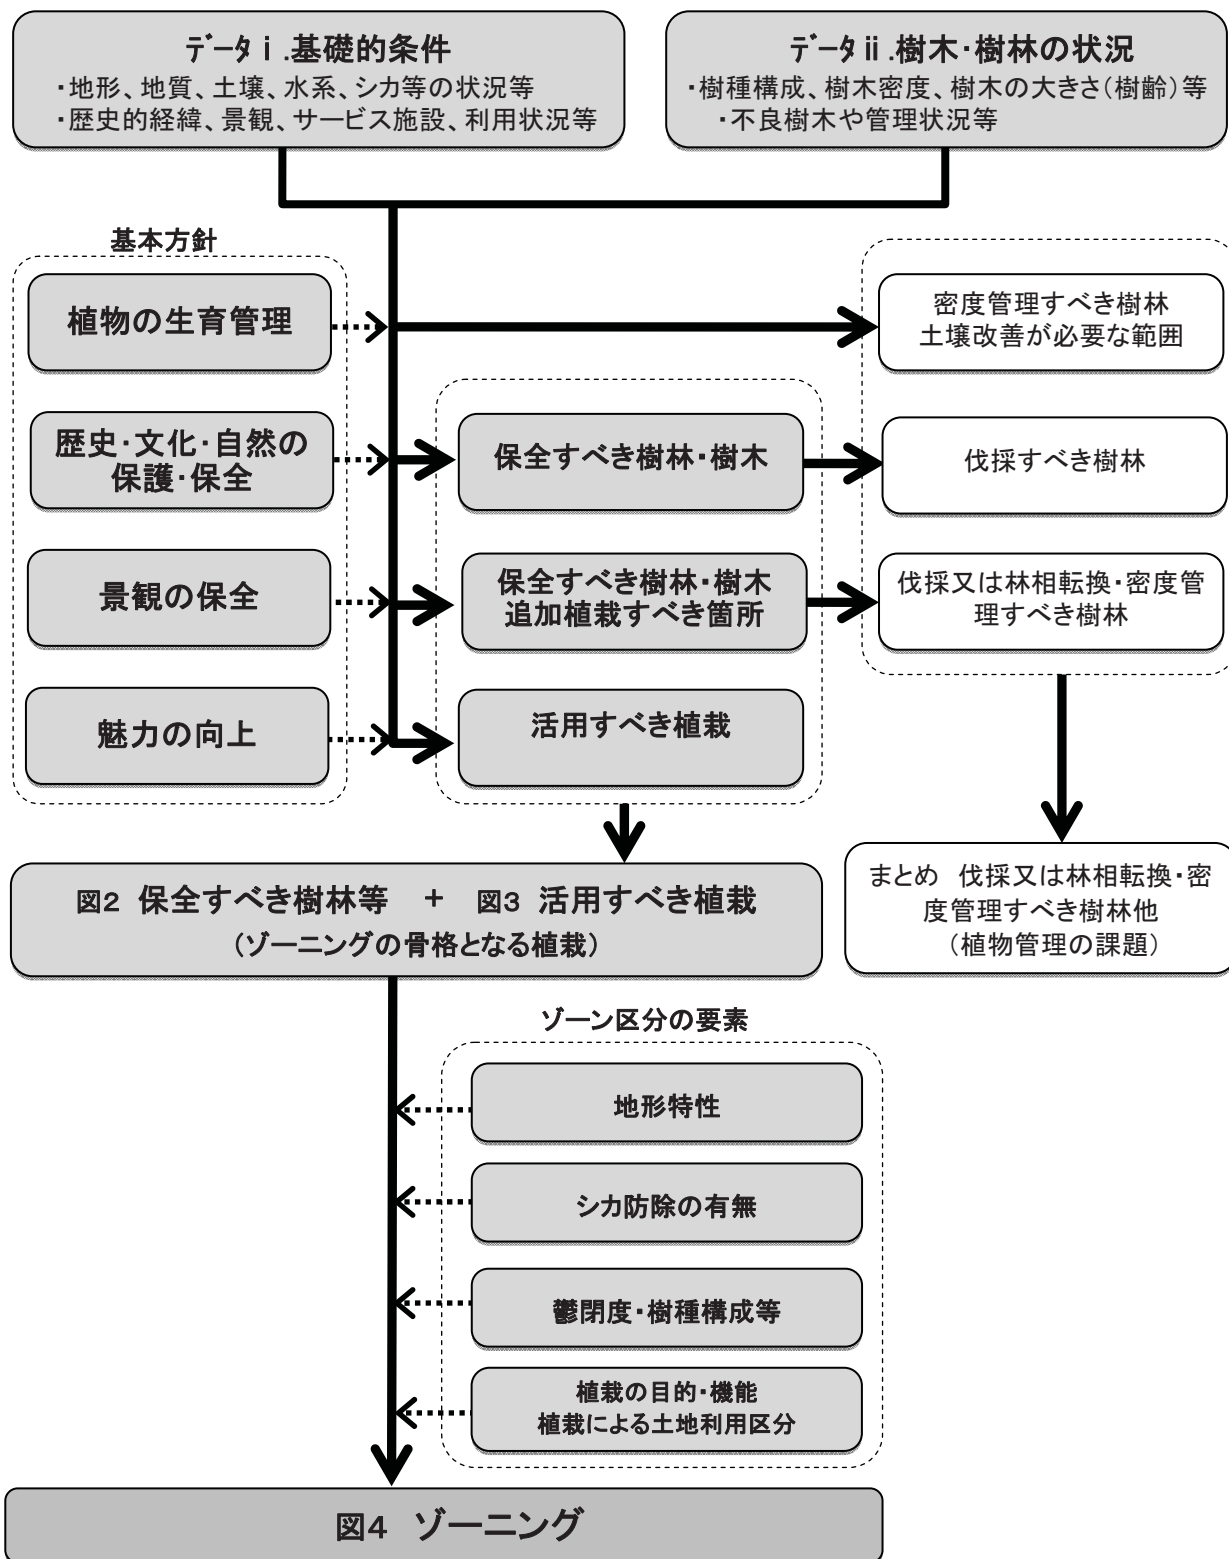 データⅰ.基礎的条件
・地形、地質、土壌、水系、シカ等の状況等
・歴史的経緯、景観、サービス施設、利用状況等
データⅱ.樹木・樹林の状況
・樹種構成、樹木密度、樹木の大きさ(樹齢)等
・不良樹木や管理状況等
基本方針
植物の生育管理
歴史・文化・自然の
保護・保全
景観の保全
魅力の向上
保全すべき樹林・樹木
保全すべき樹林・樹木
追加植栽すべき箇所
活用すべき植栽
密度管理すべき樹林
土壌改善が必要な範囲
伐採すべき樹林
伐採又は林相転換・密度管
理すべき樹林
図2 保全すべき樹林等 + 図3 活用すべき植栽
(ゾーニングの骨格となる植栽)
まとめ 伐採又は林相転換・密
度管理すべき樹林他
(植物管理の課題)
ゾーン区分の要素
地形特性
シカ防除の有無
鬱閉度・樹種構成等
植栽の目的・機能
植栽による土地利用区分
図4 ゾーニング